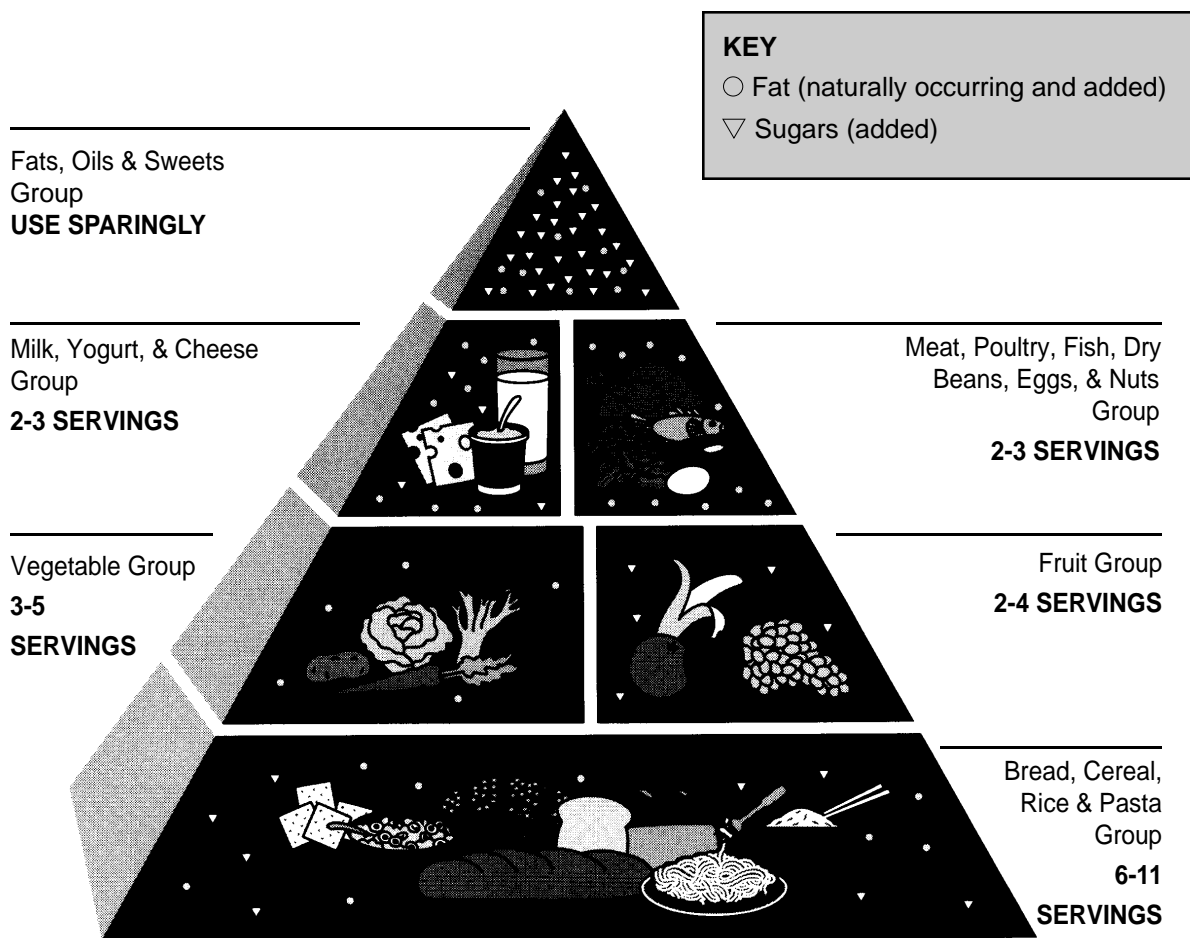 KEY
Fat (naturally occurring and added)
Sugars (added)
Fats, Oils & Sweets
Group
USE SPARINGLY
Milk, Yogurt, & Cheese
Group
2-3 SERVINGS
Meat, Poultry, Fish, Dry
Beans, Eggs, & Nuts
Group
2-3 SERVINGS
Vegetable Group
3-5
SERVINGS
Fruit Group
2-4 SERVINGS
Bread, Cereal,
Rice & Pasta
Group
6-11
SERVINGS